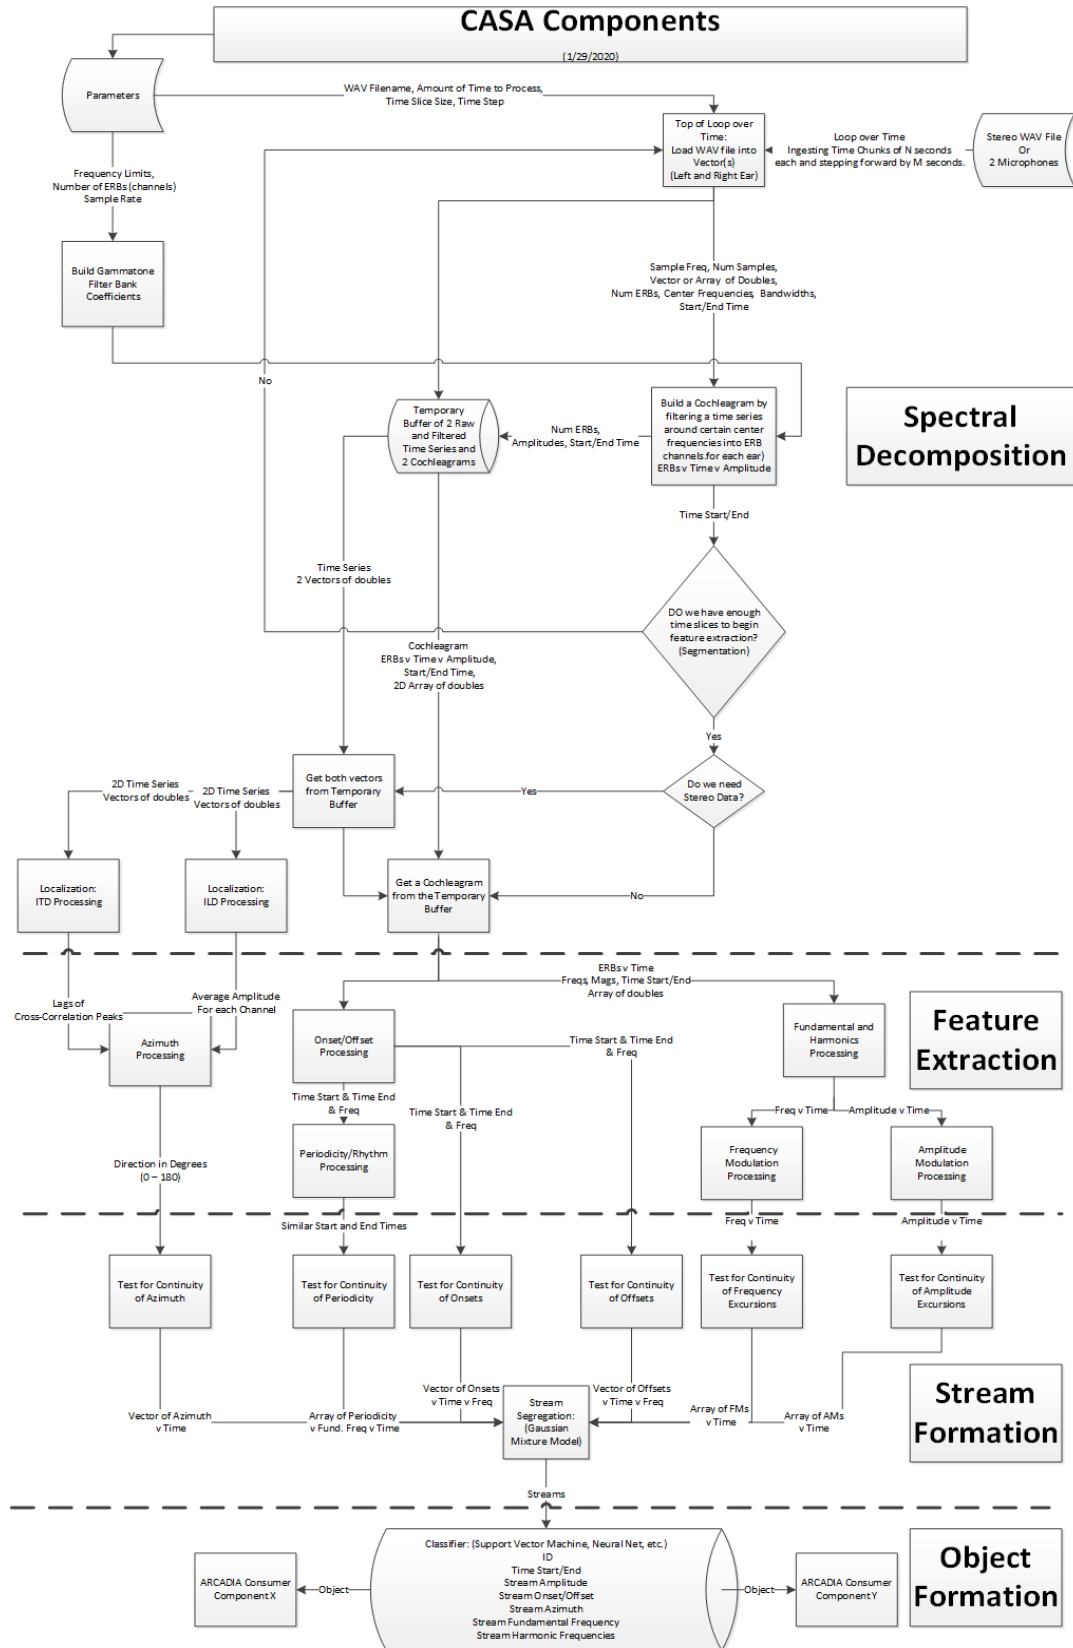 CASA Components
(1/29/2020)
Parameters
WAV Filename, Amount of Time to Process,
Time Slice Size, Time Step
Top of Loop over
Time:
Load WAV file into
Vector(s)
(Left and Right Ear)
Loop over Time
Ingesting Time Chunks of N seconds
each and stepping forward by M seconds.
Stereo WAV File
Or
2 Microphones
Frequency Limits,
Number of ERBs (channels)
Sample Rate
Build Gammatone
Filter Bank
Coefficients
Sample Freq, Num Samples,
Vector or Array of Doubles,
Num ERBs, Center Frequencies, Bandwidths,
Start/End Time
No
Temporary
Buffer of 2 Raw
and Filtered
Time Series and
2 Cochleagrams
Num ERBs,
Amplitudes, Start/End Time
Build a Cochleagram by
filtering a time series
around certain center
frequencies into ERB
channels.for each ear)
ERBs v Time v Amplitude
Spectral
Decomposition
Time Start/End
Time Series
2 Vectors of doubles
DO we have enough
time slices to begin
feature extraction?
(Segmentation)
Cochleagram
ERBs v Time v Amplitude,
Start/End Time,
2D Array of doubles
Yes
2D Time Series
Vectors of doubles
2D Time Series
Vectors of doubles
Get both vectors
from Temporary
Buffer
Yes
Do we need
Stereo Data?
Localization:
ITD Processing
Localization:
ILD Processing
Get a Cochleagram
from the Temporary
Buffer
No
ERBs v Time
Freqs, Mags, Time Start/End
Array of doubles
Lags of
Cross-Correlation Peaks
Average Amplitude
For each Channel
Azimuth
Processing
Onset/Offset
Processing
Time Start & Time End
& Freq
Fundamental and
Harmonics
Processing
Feature
Extraction
Time Start & Time End
& Freq
Time Start & Time End
& Freq
Freq v Time
Amplitude v Time
Direction in Degrees
(0 – 180)
Periodicity/Rhythm
Processing
Frequency
Modulation
Processing
Amplitude
Modulation
Processing
Similar Start and End Times
Freq v Time
Amplitude v Time
Test for Continuity
of Azimuth
Test for Continuity
of Periodicity
Test for Continuity
of Onsets
Test for Continuity
of Offsets
Test for Continuity
of Frequency
Excursions
Test for Continuity
of Amplitude
Excursions
Vector of Azimuth
v Time
Array of Periodicity
v Fund. Freq v Time
Vector of Onsets
v Time v Freq
Stream
Segregation:
(Gaussian
Mixture Model)
Vector of Offsets
v Time v Freq
Array of FMs
v Time
Array of AMs
v Time
Stream
Formation
Streams
Classifier: (Support Vector Machine, Neural Net, etc.)
ID
Time Start/End
Stream Amplitude
Stream Onset/Offset
Stream Azimuth
Stream Fundamental Frequency
Stream Harmonic Frequencies
ARCADIA Consumer
Component X
Object
Object
ARCADIA Consumer
Component Y
Object
Formation